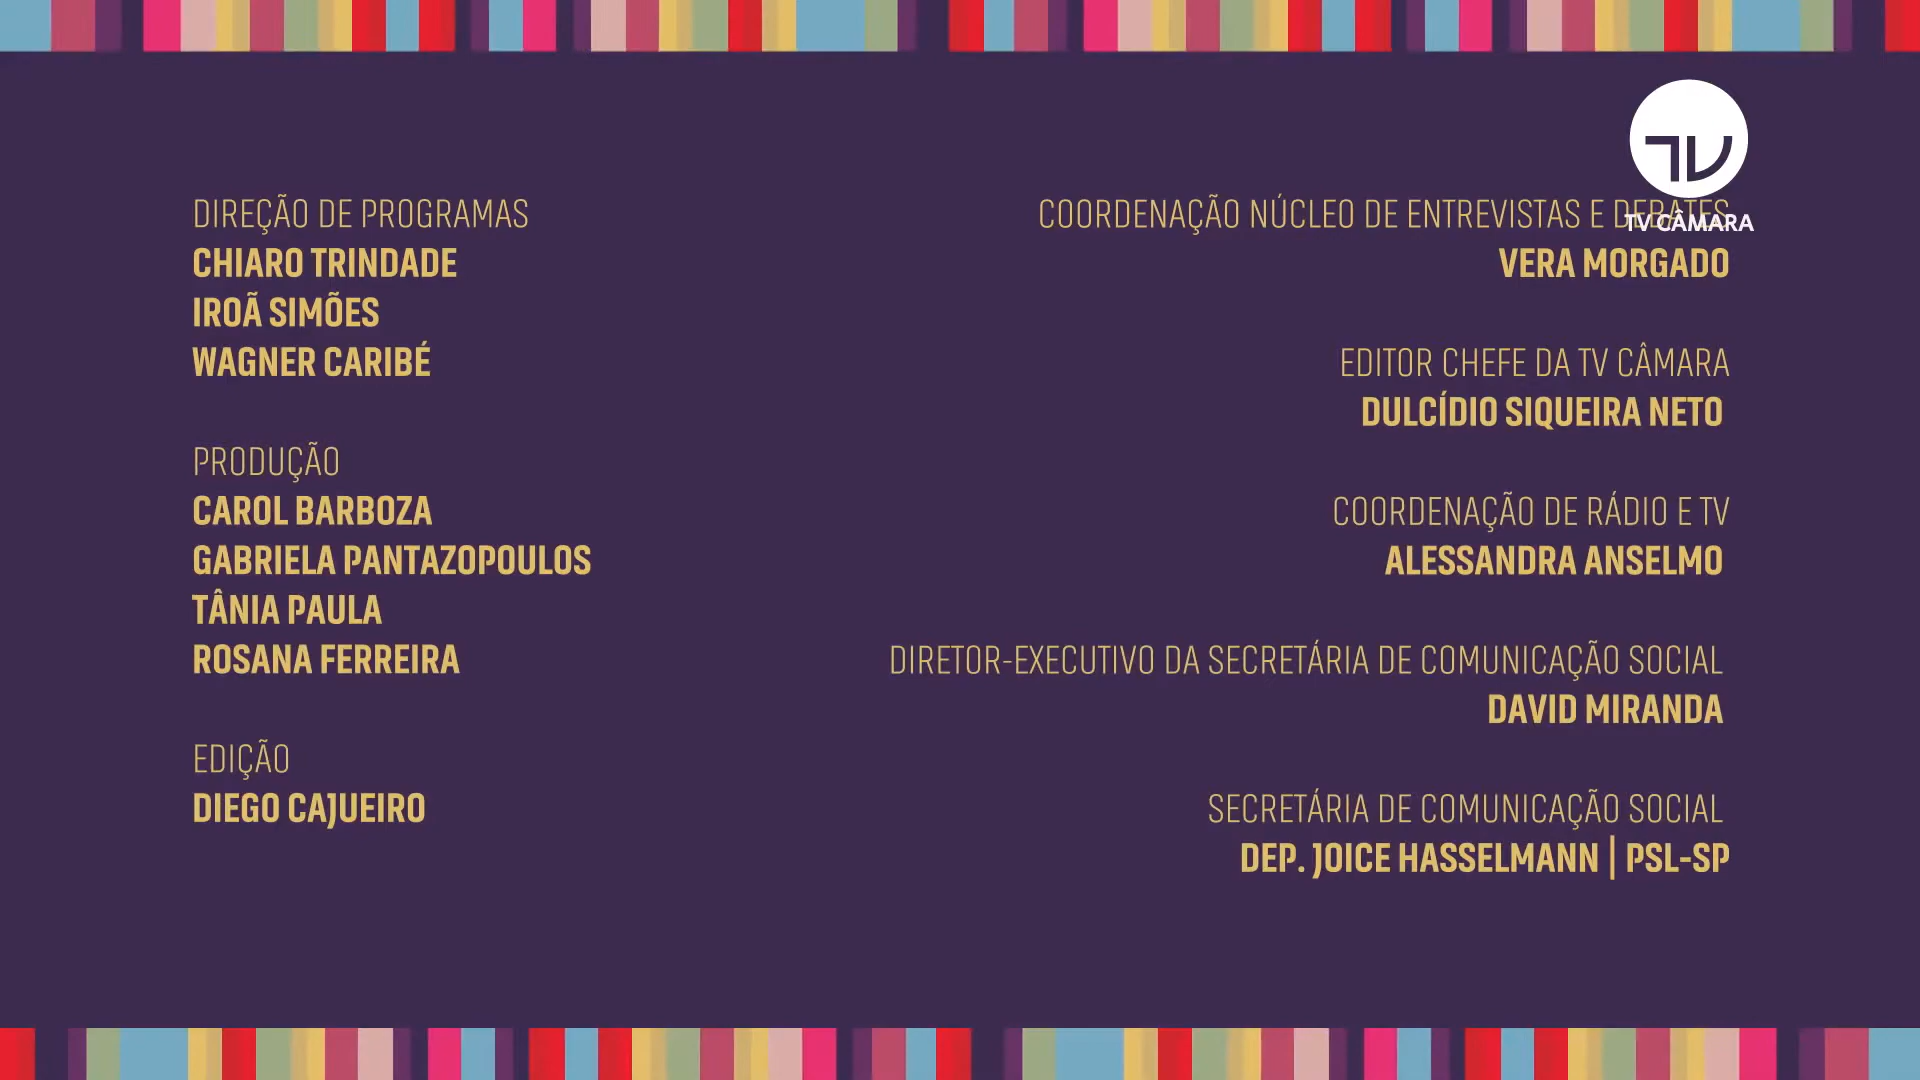 DIREÇÃO DE PROGRAMAS
CHIARO TRINDADE
IROÃ SIMÕES
WAGNER CARIBÉ
PRODUÇÃO
CAROL BARBOZA
GABRIELA PANTAZOPOULOS
TÂNIA PAULA
ROSANA FERREIRA
EDIÇÃO
DIEGO CAJUEIRO
TV
TV CÂMARA
COORDENAÇÃO NÚCLEO DE ENTREVISTAS E DEBATES
VERA MORGADO
EDITOR CHEFE DA TV CÂMARA
DULCÍDIO SIQUEIRA NETO
COORDENAÇÃO DE RÁDIO E TV
ALESSANDRA ANSELMO
DIRETOR-EXECUTIVO DA SECRETÁRIA DE COMUNICAÇÃO SOCIAL
DAVID MIRANDA
SECRETÁRIA DE COMUNICAÇÃO SOCIAL
DEP. JOICE HASSELMANN | PSL-SP